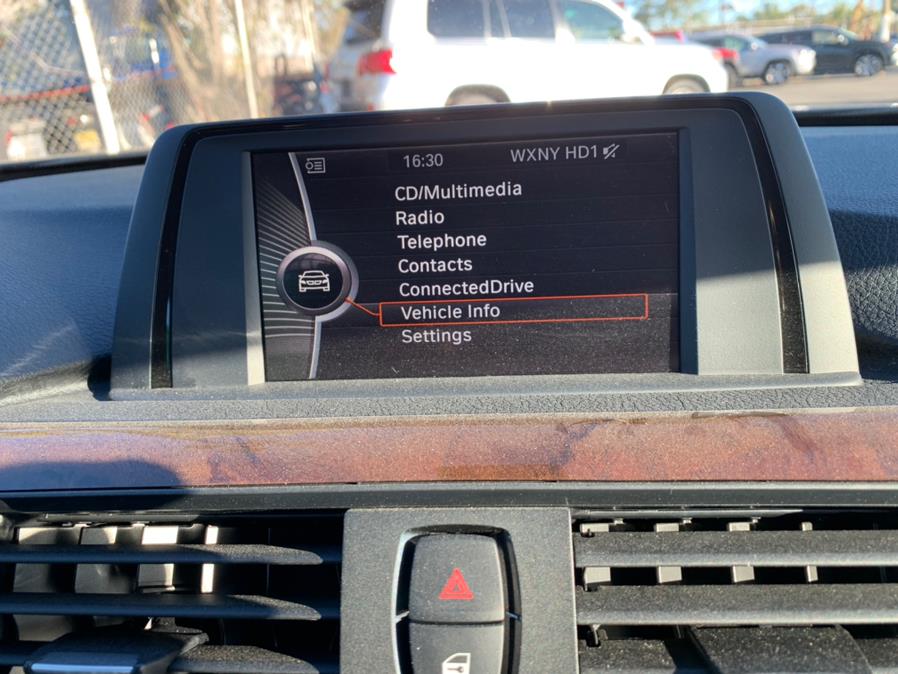 16:30 WXNY HD1
CD/Multimedia
Radio
Telephone
Contacts
ConnectedDrive
Vehicle Info
Settings